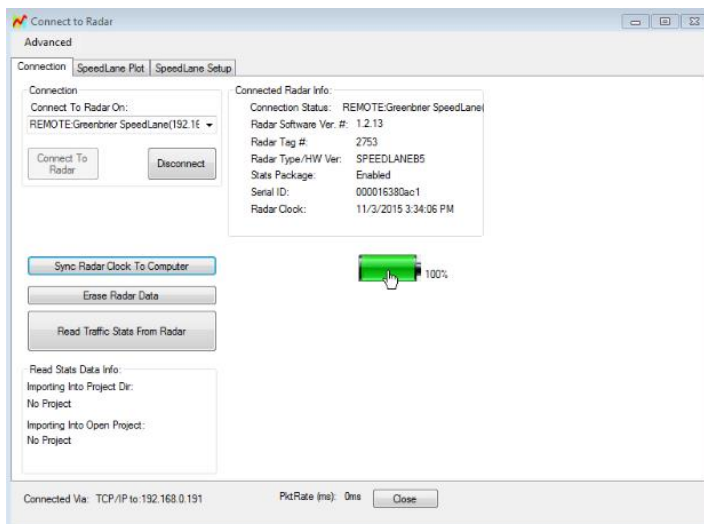 Connect to Radar
Advanced
Connection
SpeedLane Plot
SpeedLane Setup
Connection
Connect To Radar On:
REMOTE:Greenbrier SpeedLane(192.16
Connect To
Radar
Disconnect
Connected Radar Info:
Connection Status: REMOTE:Greenbrier SpeedLane(
Radar Software Ver. #: 1.2.13
Radar Tag #: 2753
Radar Type/HW Ver: SPEEDLANEB5
Stats Package: Enabled
Serial ID: 000016380ac1
Radar Clock: 11/3/2015 3:34:06 PM
Sync Radar Clock To Computer
100%
Erase Radar Data
Read Traffic Stats From Radar
Read Stats Data Info:
Importing Into Project Dir:
No Project
Importing Into Open Project:
No Project
Connected Via: TCP/IP to:192.168.0.191
PktRate (ms): 0ms
Close